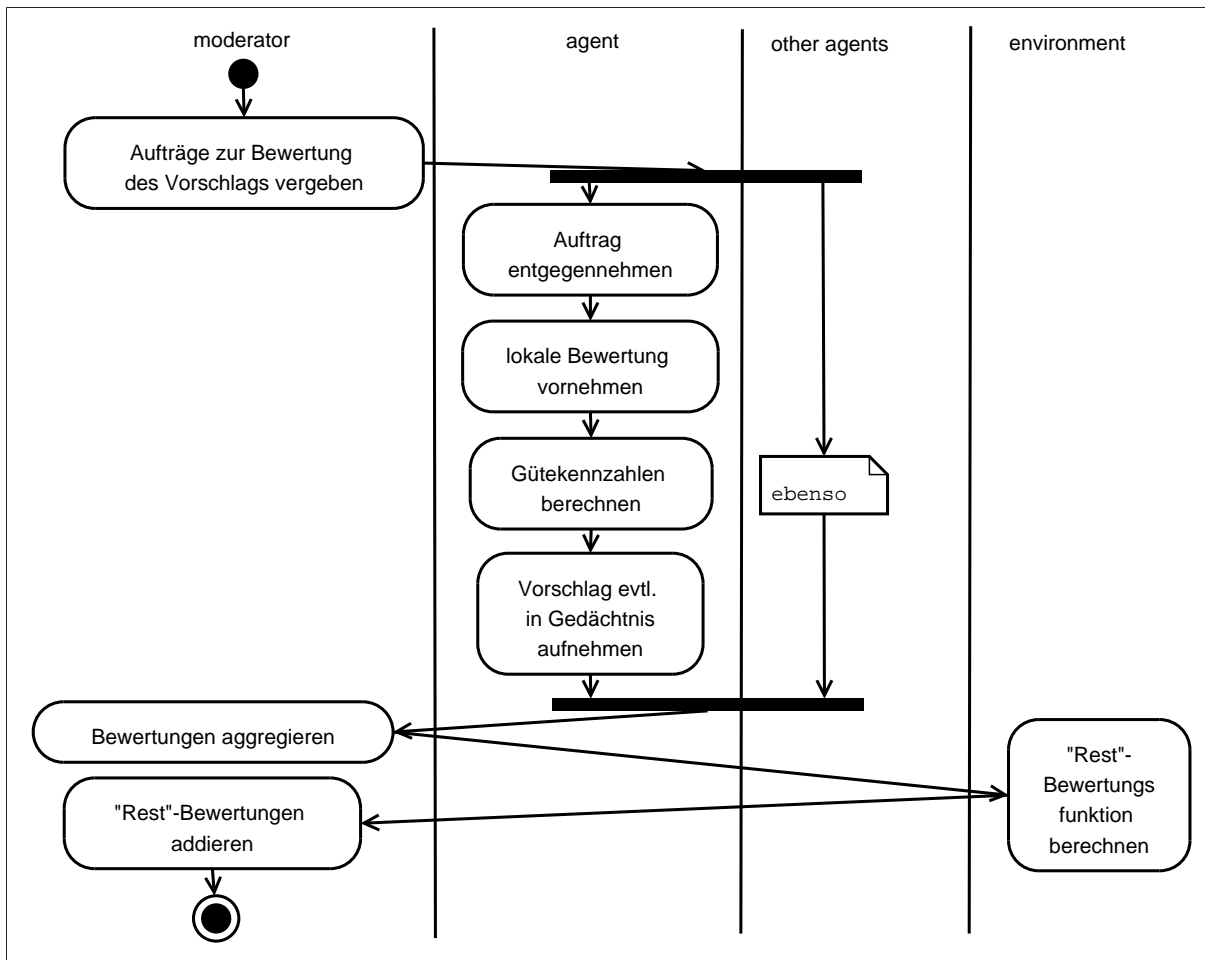 moderator
agent
other agents
environment
Aufträge zur Bewertung
des Vorschlags vergeben
Auftrag
entgegennehmen
lokale Bewertung
vornehmen
Gütekennzahlen
berechnen
ebenso
Vorschlag evtl.
in Gedächtnis
aufnehmen
Bewertungen aggregieren
"Rest"-
Bewertungs
funktion
berechnen
"Rest"-Bewertungen
addieren